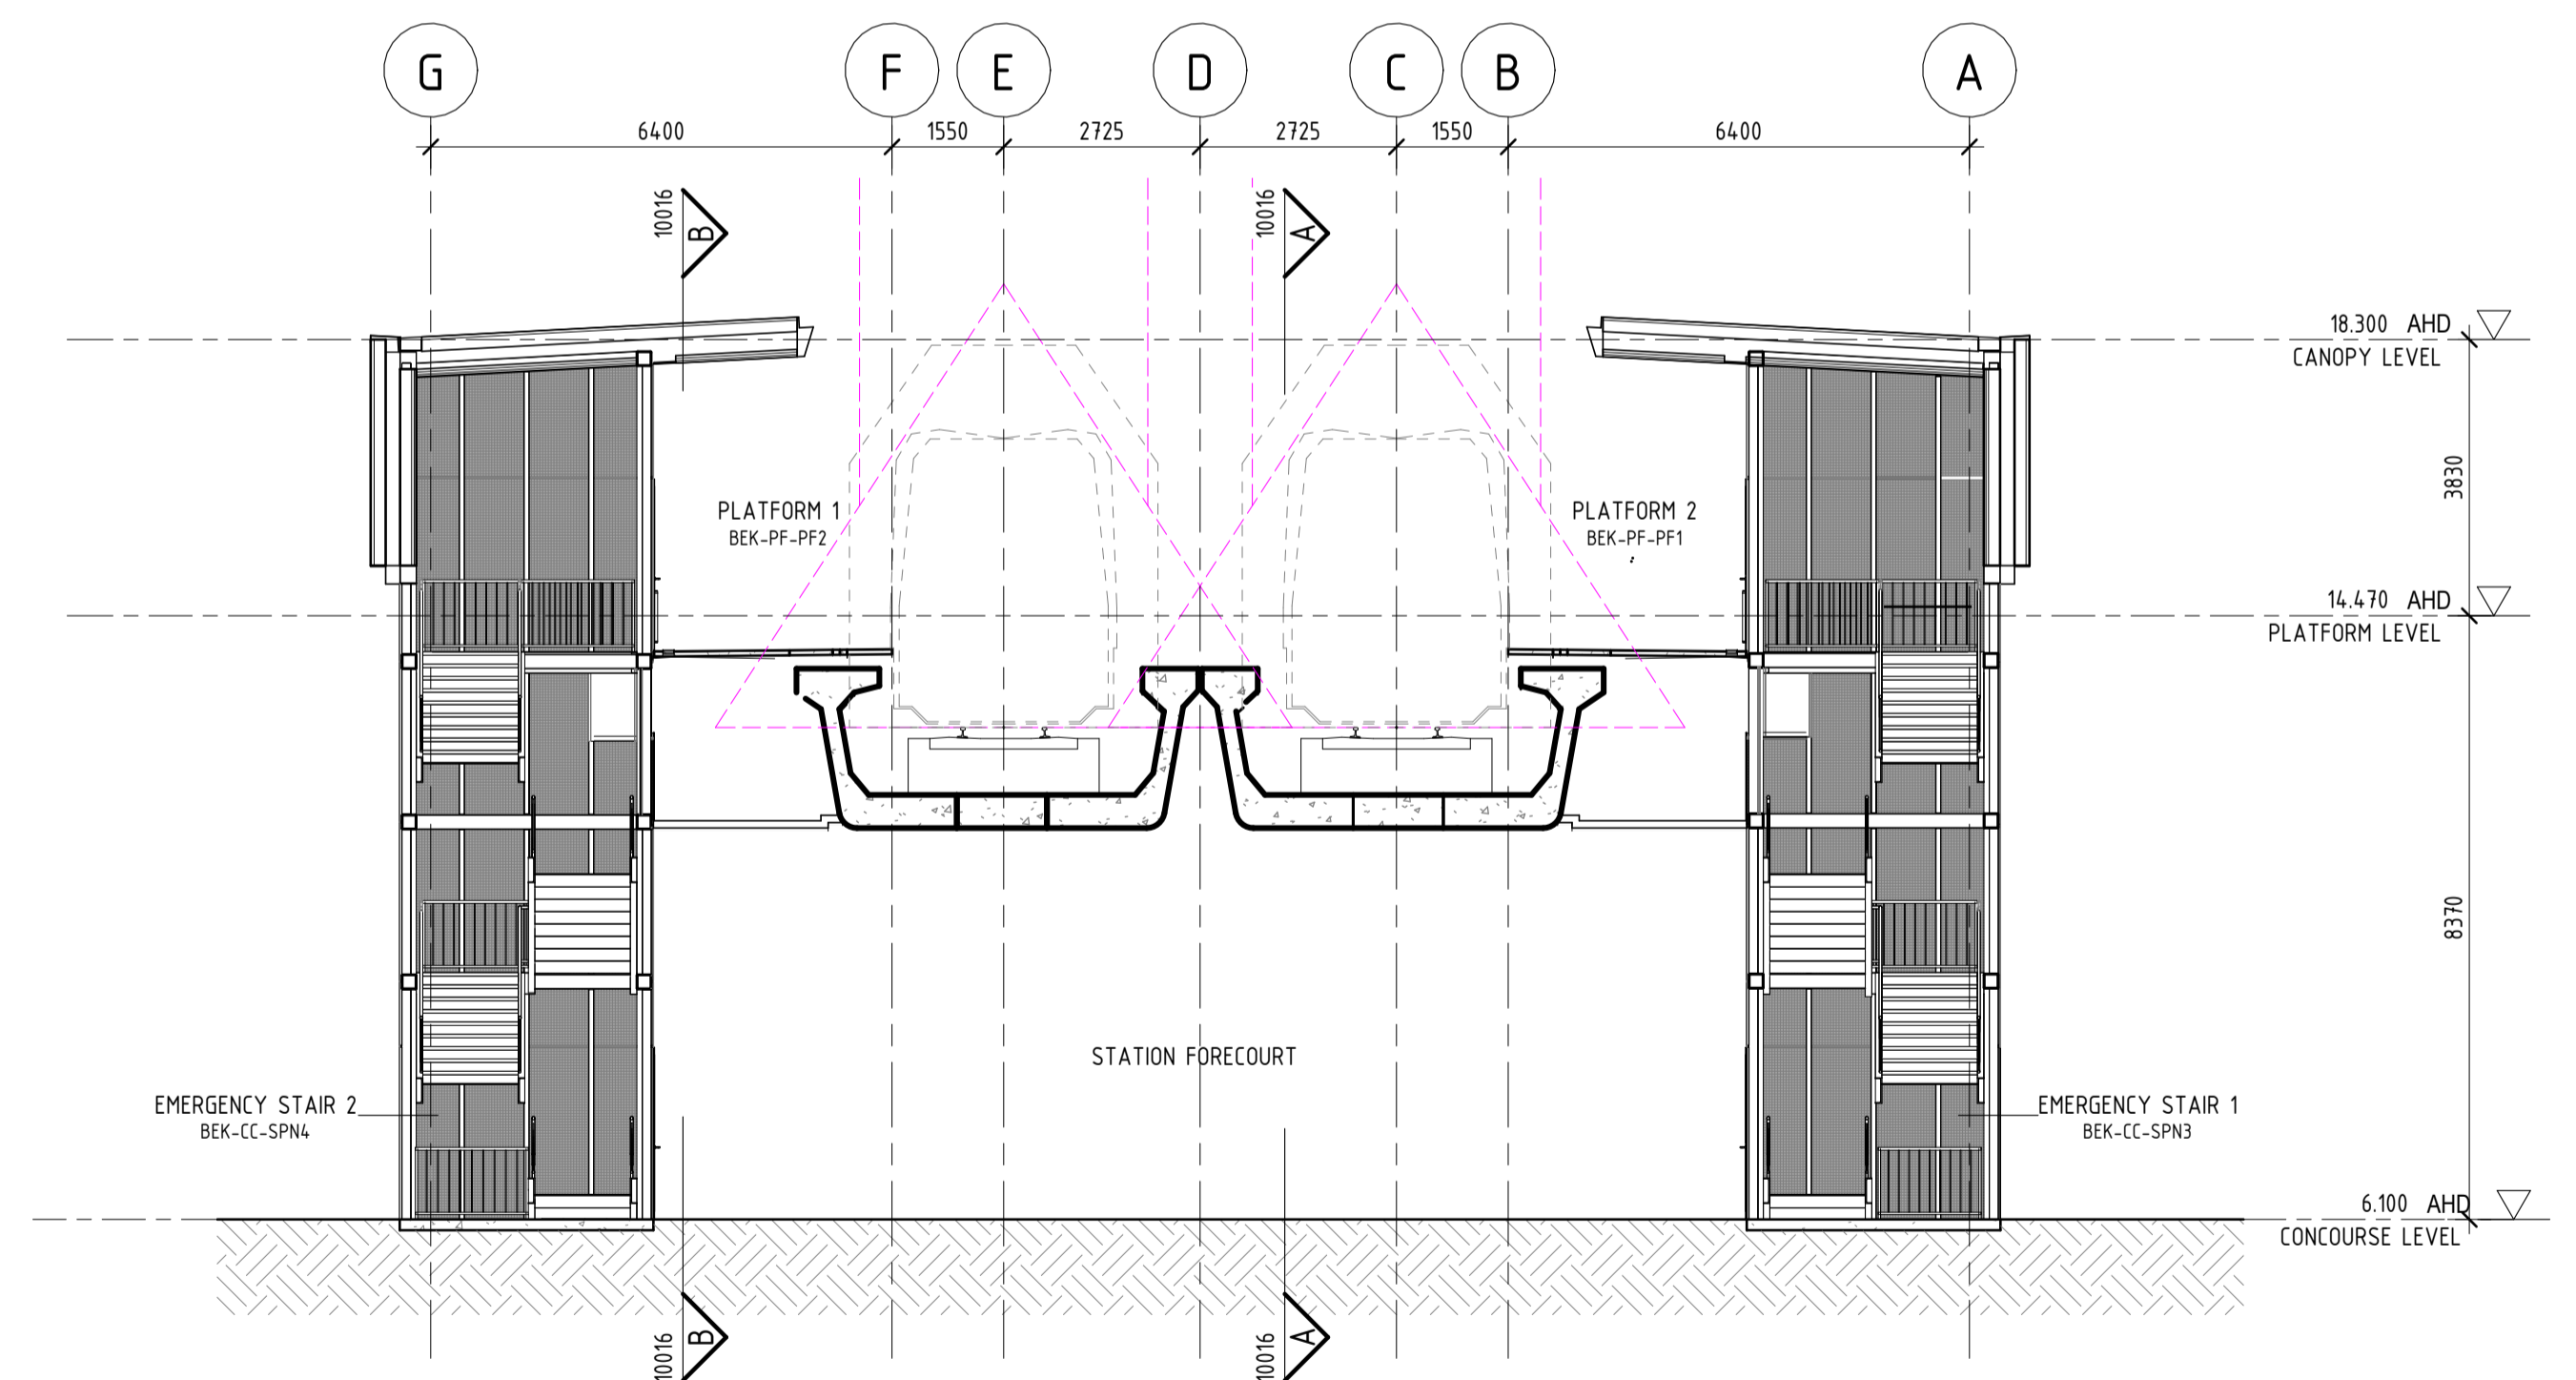 G F E D C B A
6400 1550 2725 2725 1550 6400
10016 B 10016 A
18.300 AHD
CANOPY LEVEL
3830
PLATFORM 1
BEK-PF-PF2
PLATFORM 2
BEK-PF-PF1
:
14.470 AHD
PLATFORM LEVEL
8370
STATION FORECOURT
EMERGENCY STAIR 2
BEK-CC-SPN4
EMERGENCY STAIR 1
BEK-CC-SPN3
6.100 AHD
CONCOURSE LEVEL
10016 B 10016 A